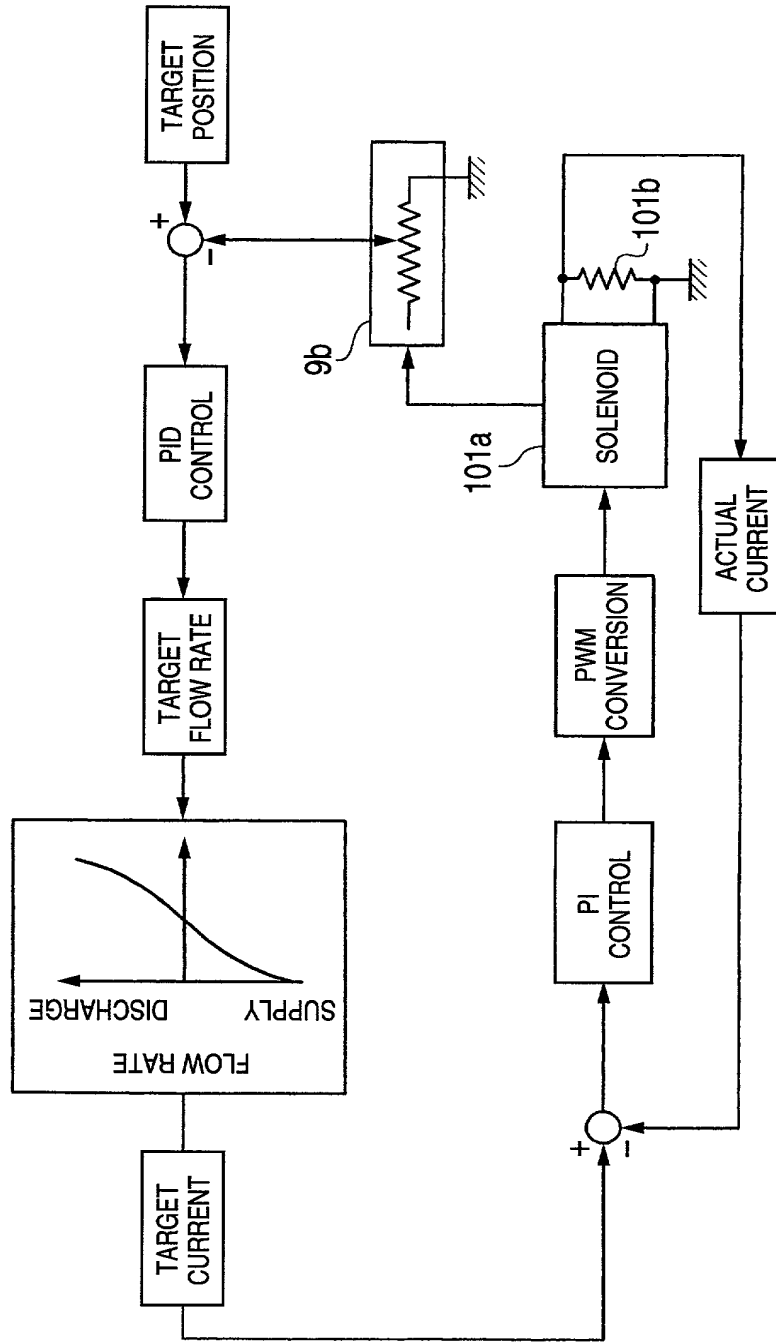 TARGET
POSITION
+
-
PID
CONTROL
TARGET
FLOW RATE
FLOW RATE
SUPPLY
DISCHARGE
TARGET
CURRENT
+
-
PI
CONTROL
PWM
CONVERSION
SOLENOID
101a
101b
9b
ACTUAL
CURRENT